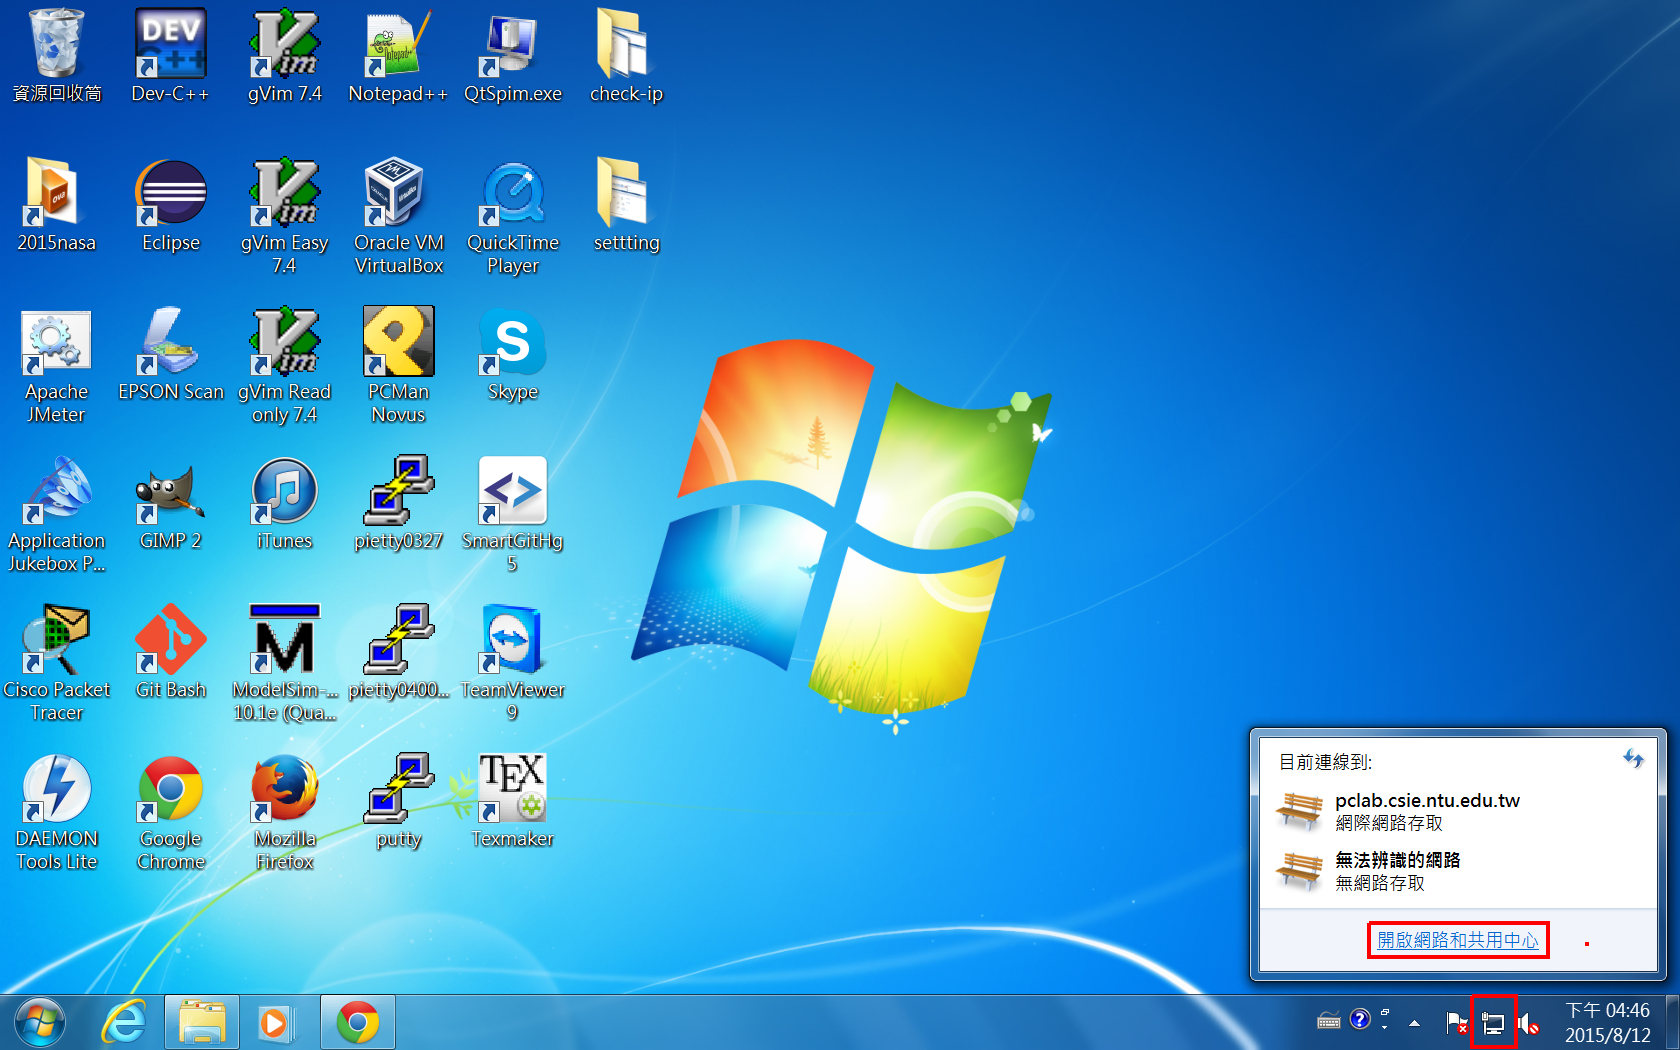 資源回收筒
Dev-C++
gVim 7.4
Notepad++
QtSpim.exe
check-ip
2015nasa
Eclipse
gVim Easy
7.4
Oracle VM
VirtualBox
QuickTime
Player
settting
Apache
JMeter
EPSON Scan
gVim Read
only 7.4
PCMan
Novus
Skype
Application
Jukebox P...
GIMP 2
iTunes
pietty0327
SmartGitHg
5
Cisco Packet
Tracer
Git Bash
ModelSim-...
10.1e (Qua...
pietty0400...
TeamViewer
9
DAEMON
Tools Lite
Google
Chrome
Mozilla
Firefox
putty
Texmaker
目前連線到:
pclab.csie.ntu.edu.tw
網際網路存取
無法辨識的網路
無網路存取
開啟網路和共用中心
下午 04:46
2015/8/12